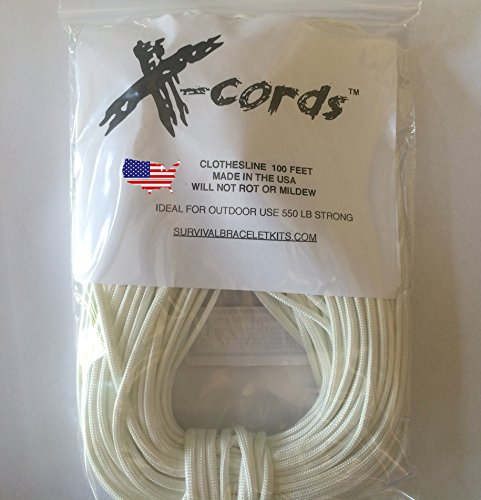 X-cords™
CLOTHESLINE 100 FEET
MADE IN THE USA
WILL NOT ROT OR MILDEW
IDEAL FOR OUTDOOR USE 550 LB STRONG
SURVIVALBRACELETKITS.COM